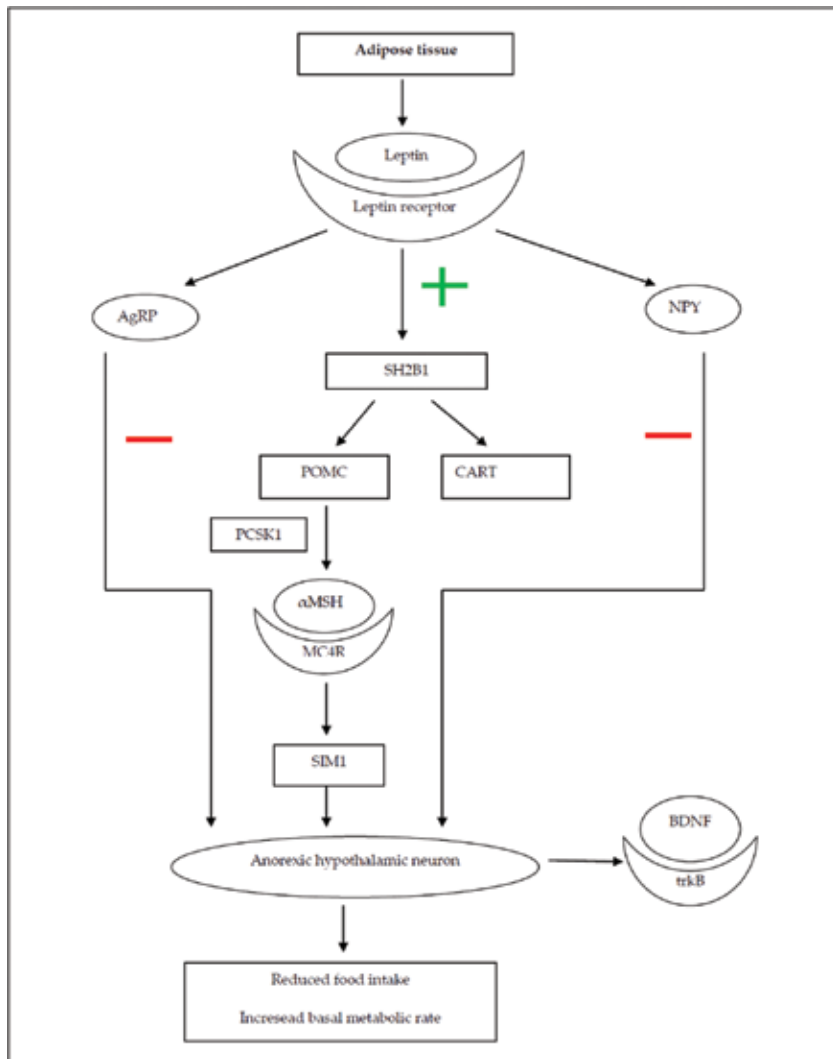 Adipose tissue
Leptin
Leptin receptor
+
AgRP
NPY
SH2B1
POMC
CART
PCSK1
αMSH
MC4R
SIM1
BDNF
trkB
Anorexic hypothalamic neuron
Reduced food intake
Incresead basal metabolic rate